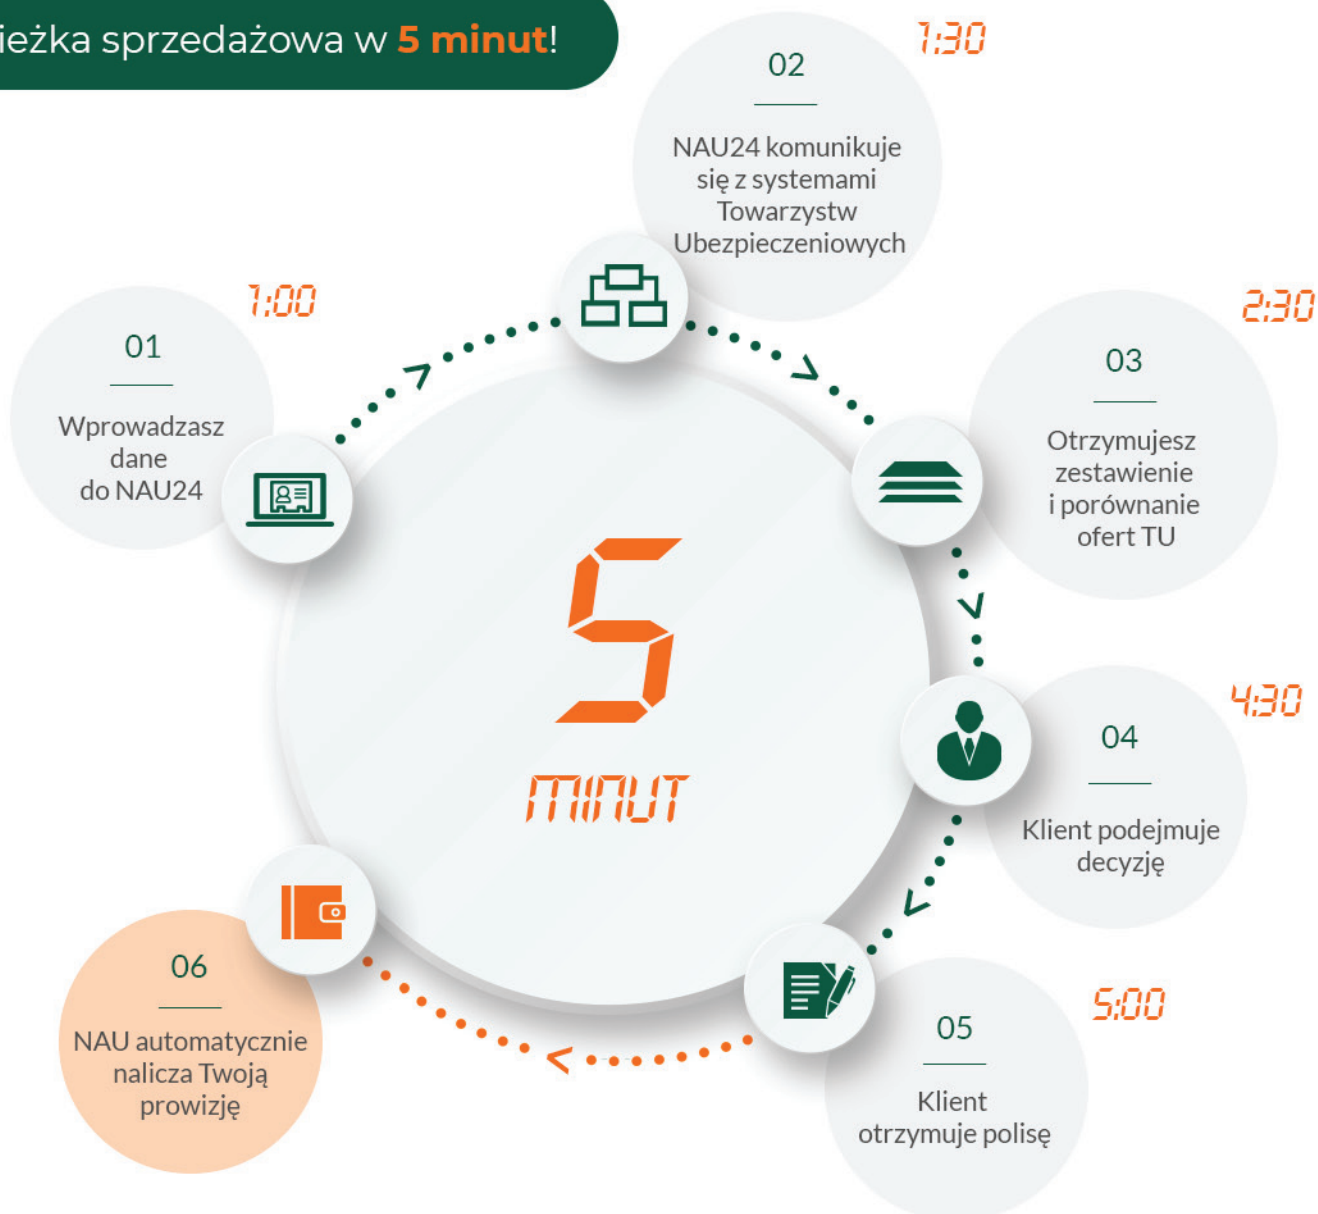 ieżka sprzedażowa w 5 minut!
1:00
01
Wprowadzasz
dane
do NAU24
1:30
02
NAU24 komunikuje
się z systemami
Towarzystw
Ubezpieczeniowych
2:30
03
Otrzymujesz
zestawienie
i porównanie
ofert TU
4:30
04
Klient podejmuje
decyzję
5:00
05
Klient
otrzymuje polisę
06
NAU automatycznie
nalicza Twoją
prowizję
5
MINUT